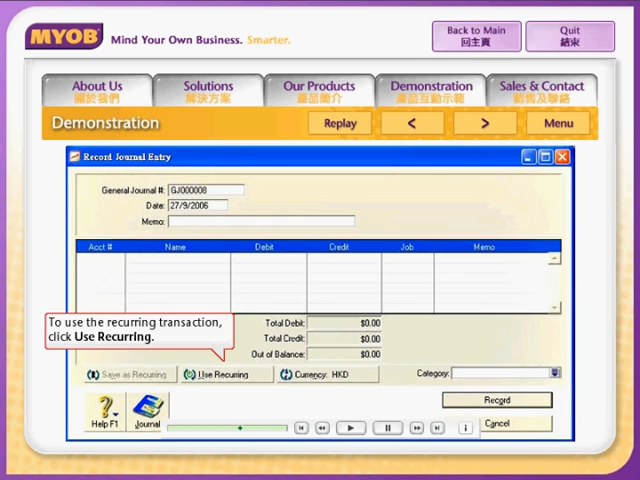 MYOB Mind Your Own Business. Smarter.
Back to Main
回主頁
Quit
結束
About Us
關於我們
Solutions
解決方案
Our Products
產品簡介
Demonstration
產品互動示範
Sales & Contact
銷售及聯絡
Demonstration
Replay < > Menu
Record Journal Entry
General Journal #: GJ000008
Date: 27/9/2006
Memo:
Acct # Name Debit Credit Job Memo
To use the recurring transaction,
click Use Recurring.
Total Debit: $0.00
Total Credit: $0.00
Out of Balance: $0.00
Save as Recurring Use Recurring Currency: HKD Category:
Record
Help F1 Journal
i
Cancel